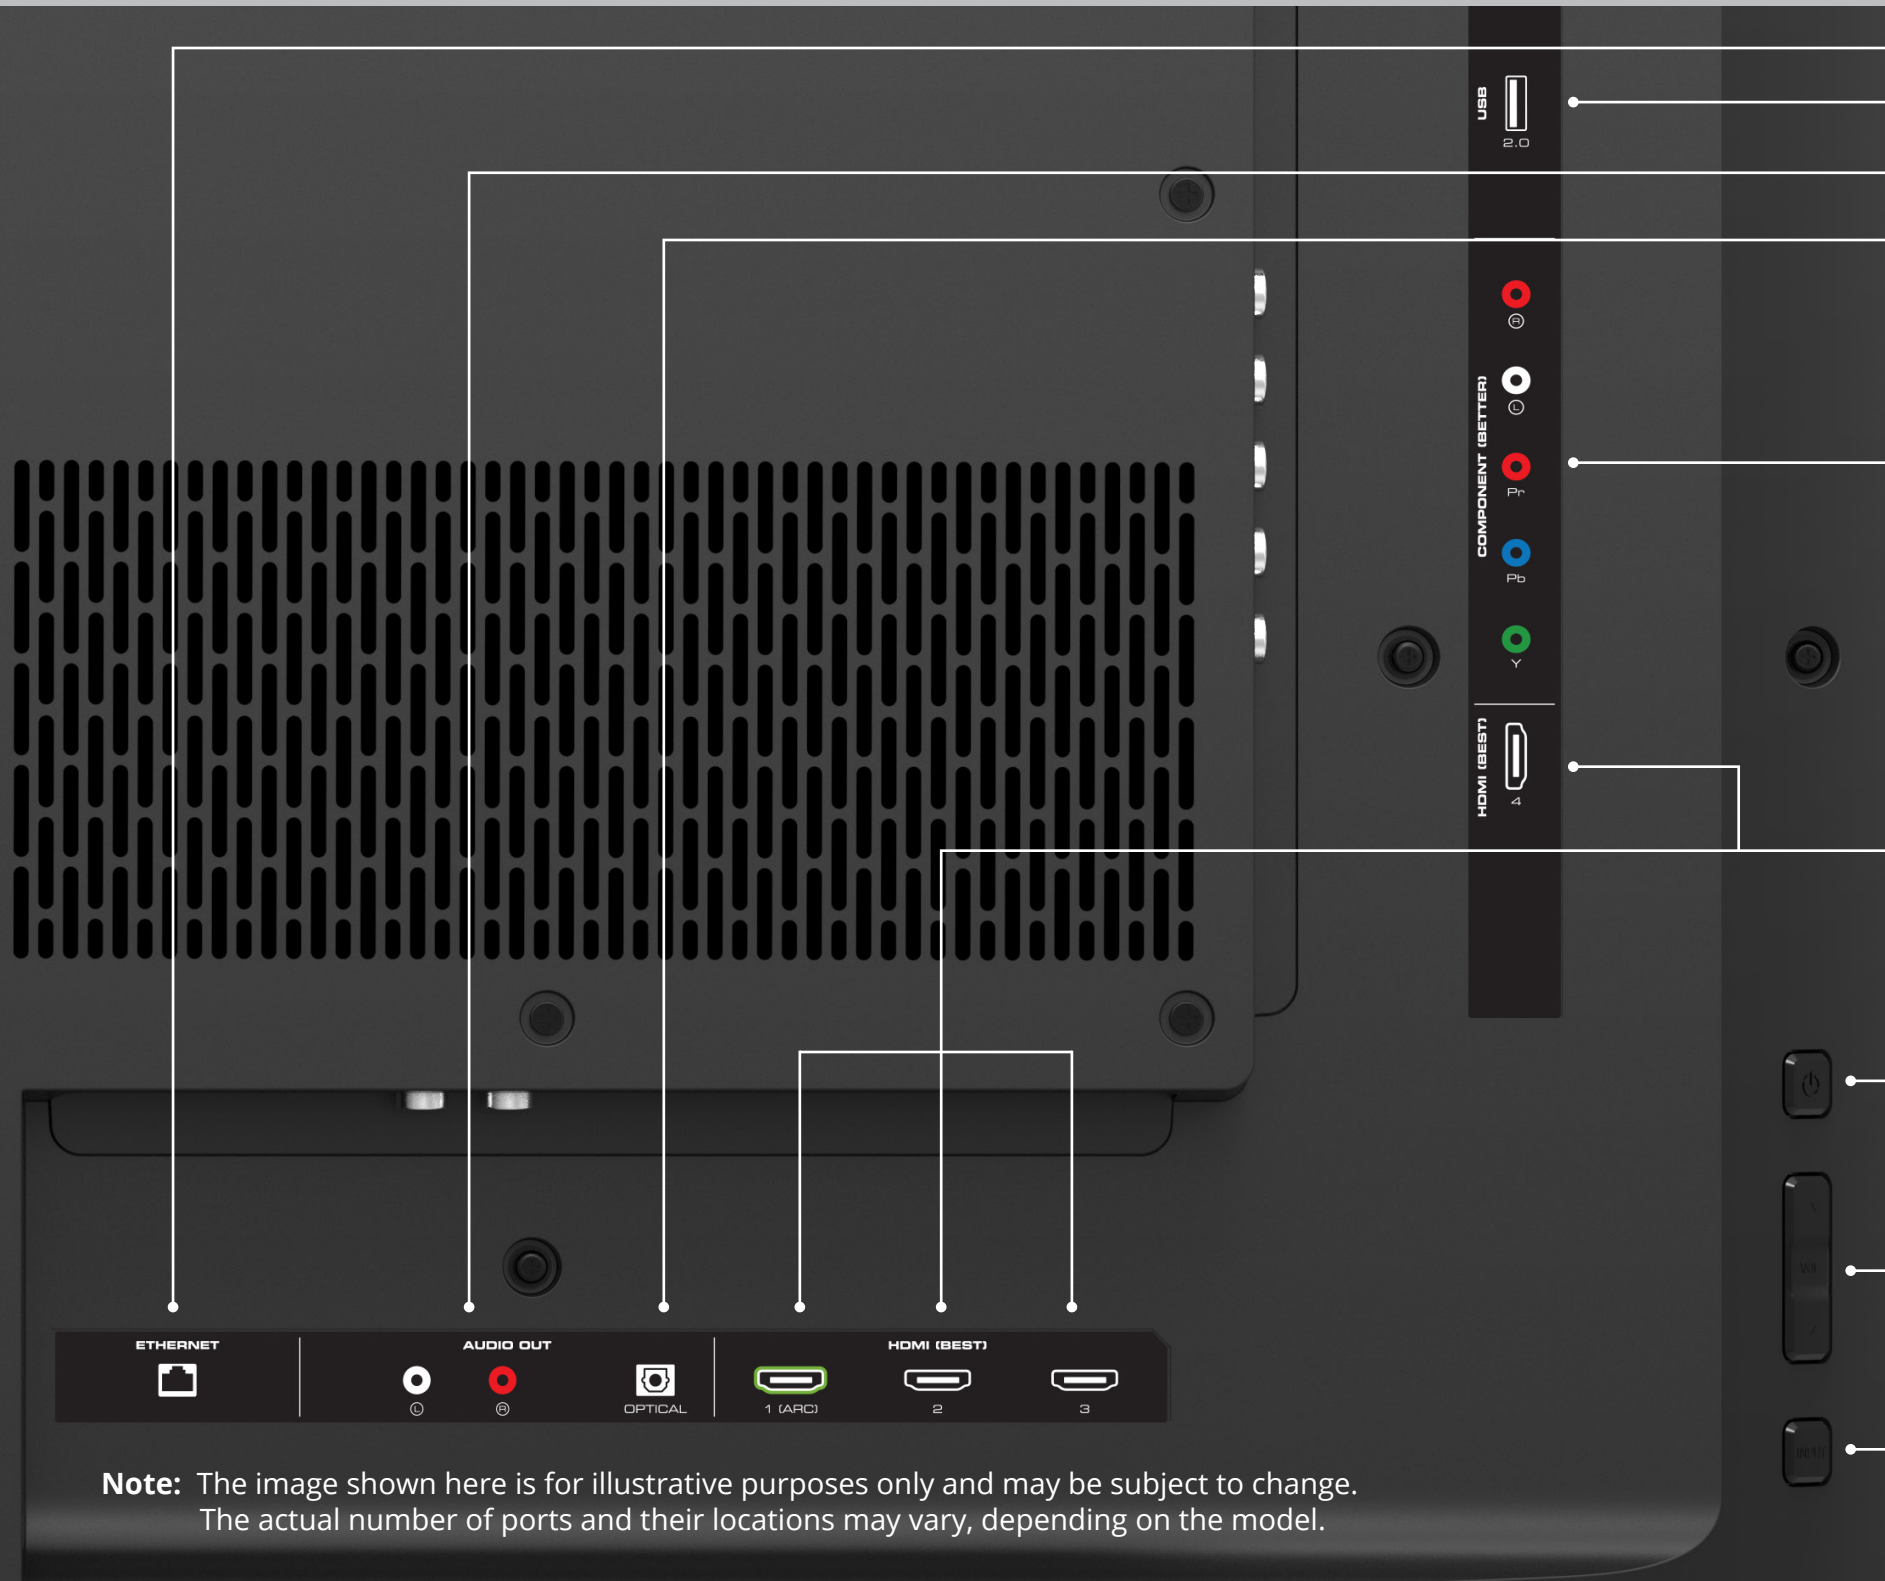 USB
2.0
COMPONENT (BETTER)
R
L
Pr
Pb
Y
HDMI (BEST)
4
VOL
INPUT
ETHERNET
AUDIO OUT
L
R
OPTICAL
HDMI (BEST)
1 (ARC)
2
3
Note: The image shown here is for illustrative purposes only and may be subject to change.
The actual number of ports and their locations may vary, depending on the model.